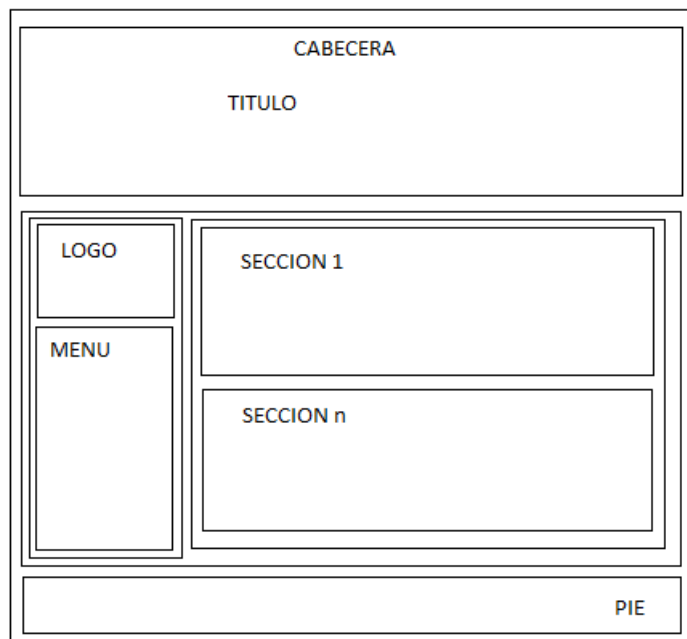 CABECERA
TITULO
LOGO
MENU
SECCION 1
SECCION n
PIE